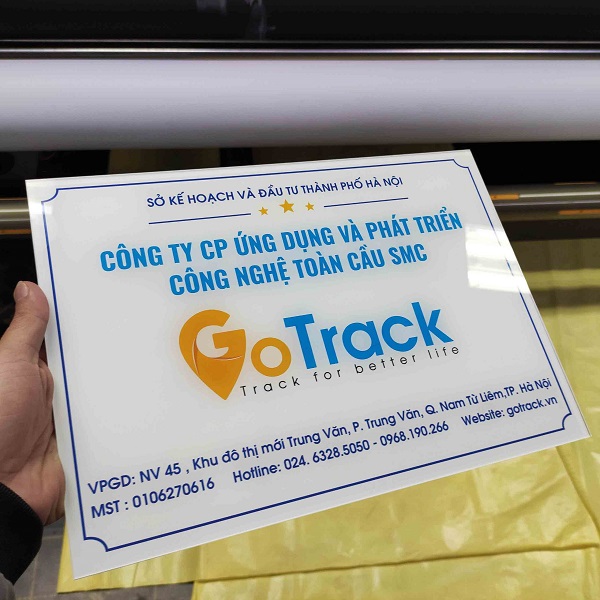 SỞ KẾ HOẠCH VÀ ĐẦU TƯ THÀNH PHỐ HÀ NỘI
CÔNG TY CP ỨNG DỤNG VÀ PHÁT TRIỂN
CÔNG NGHỆ TOÀN CẦU SMC
GoTrack
Track for better life
VPGD: NV 45 , Khu đô thị mới Trung Văn, P. Trung Văn, Q. Nam Từ Liêm,TP. Hà Nội
MST : 0106270616 Hotline: 024. 6328.5050 - 0968.190.266 Website: gotrack.vn